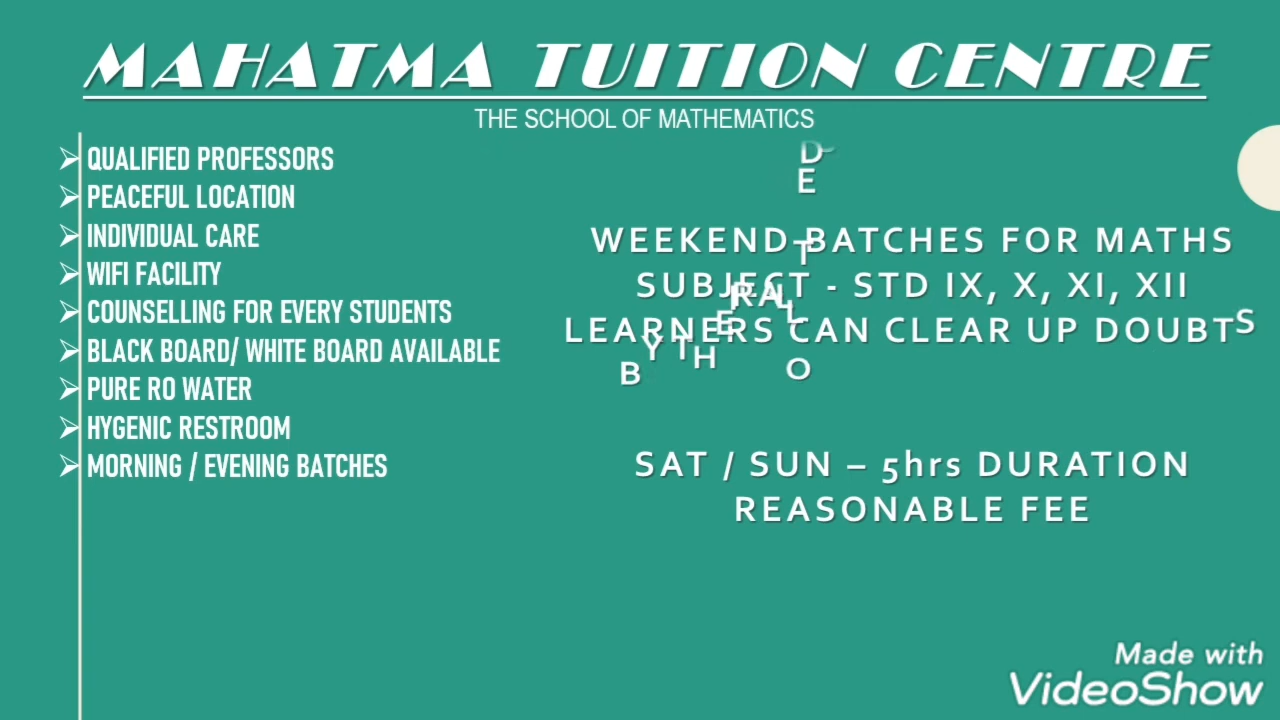 MAHATMA TUITION CENTRE
THE SCHOOL OF MATHEMATICS
QUALIFIED PROFESSORS
PEACEFUL LOCATION
INDIVIDUAL CARE
WIFI FACILITY
COUNSELLING FOR EVERY STUDENTS
BLACK BOARD/ WHITE BOARD AVAILABLE
PURE RO WATER
HYGENIC RESTROOM
MORNING / EVENING BATCHES
WEEKEND BATCHES FOR MATHS
SUBJECT - STD IX, X, XI, XII
LEARNERS CAN CLEAR UP DOUBTS
SAT / SUN – 5hrs DURATION
REASONABLE FEE
Made with
VideoShow